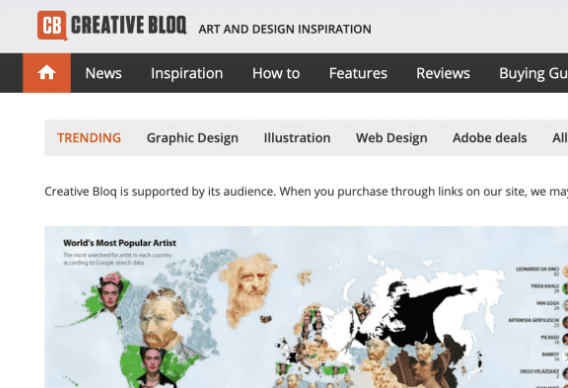 CB CREATIVE BLOQ ART AND DESIGN INSPIRATION
News Inspiration How to Features Reviews Buying Gu
TRENDING Graphic Design Illustration Web Design Adobe deals All
Creative Bloq is supported by its audience. When you purchase through links on our site, we may
World's Most Popular Artist
The most searched for artist in each country
according to Google search data
LEONARDO DA VINCI
FRIDA KAHLO
VAN GOGH
ARTEMISIA GENTILESCHI
PICASSO
BANKSY
DIEGO VELÁZQUEZ